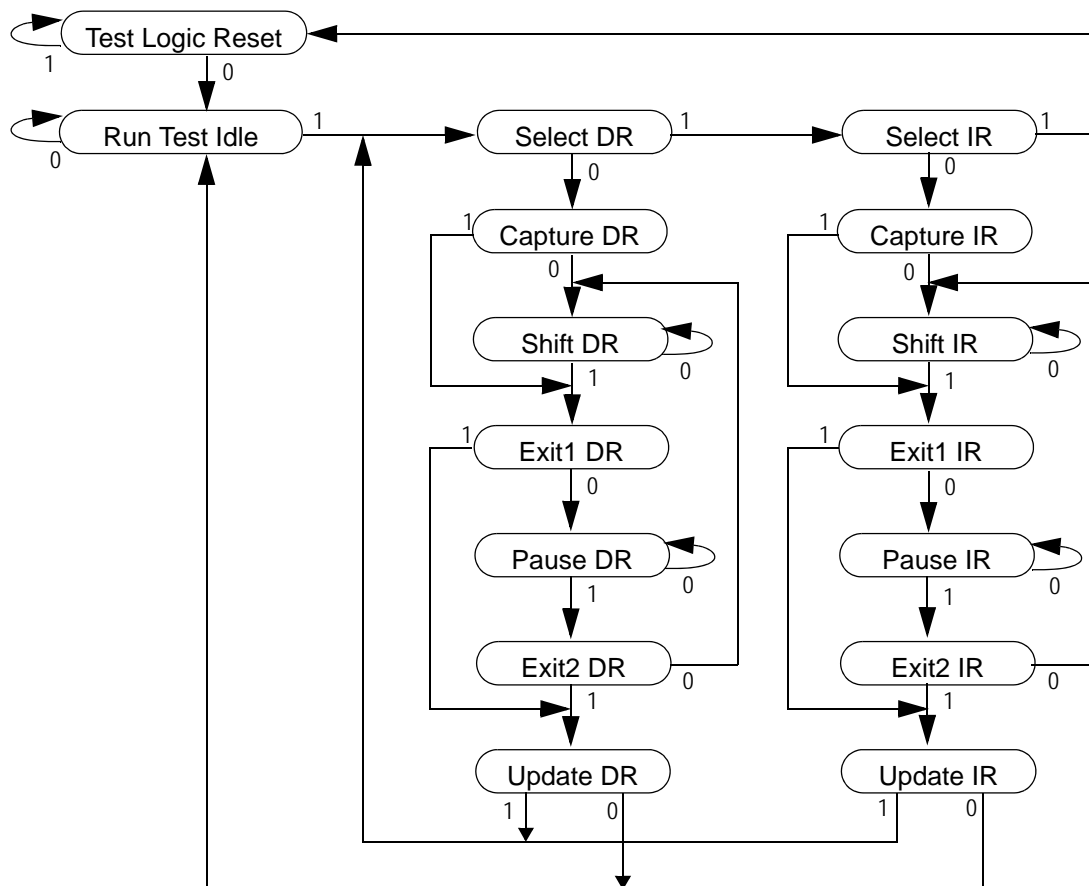 Test Logic Reset
1
0
Run Test Idle
0
1
Select DR
1
0
Select IR
1
0
Capture DR
1
0
Capture IR
1
0
Shift DR
0
1
Shift IR
0
1
Exit1 DR
1
0
Exit1 IR
1
0
Pause DR
0
1
Pause IR
0
1
Exit2 DR
0
1
Exit2 IR
0
1
Update DR
1
0
Update IR
1
0